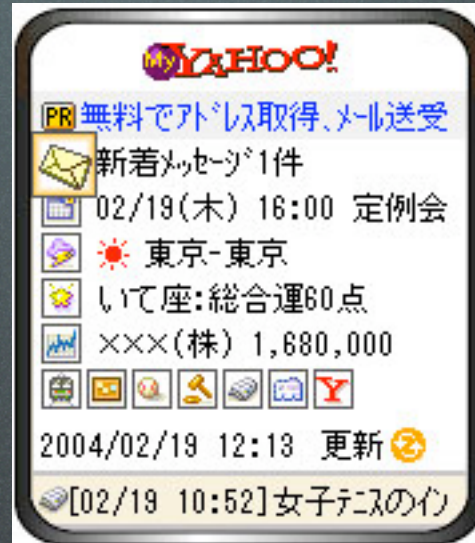 My YAHOO!
PR 無料でｱﾄﾞﾚｽ取得､ﾒｰﾙ送受
新着ﾒｯｾｰｼﾞ1件
02/19(木) 16:00 定例会
東京-東京
いて座:総合運60点
×××(株) 1,680,000
Y
2004/02/19 12:13 更新
[02/19 10:52]女子ﾃﾆｽのイン